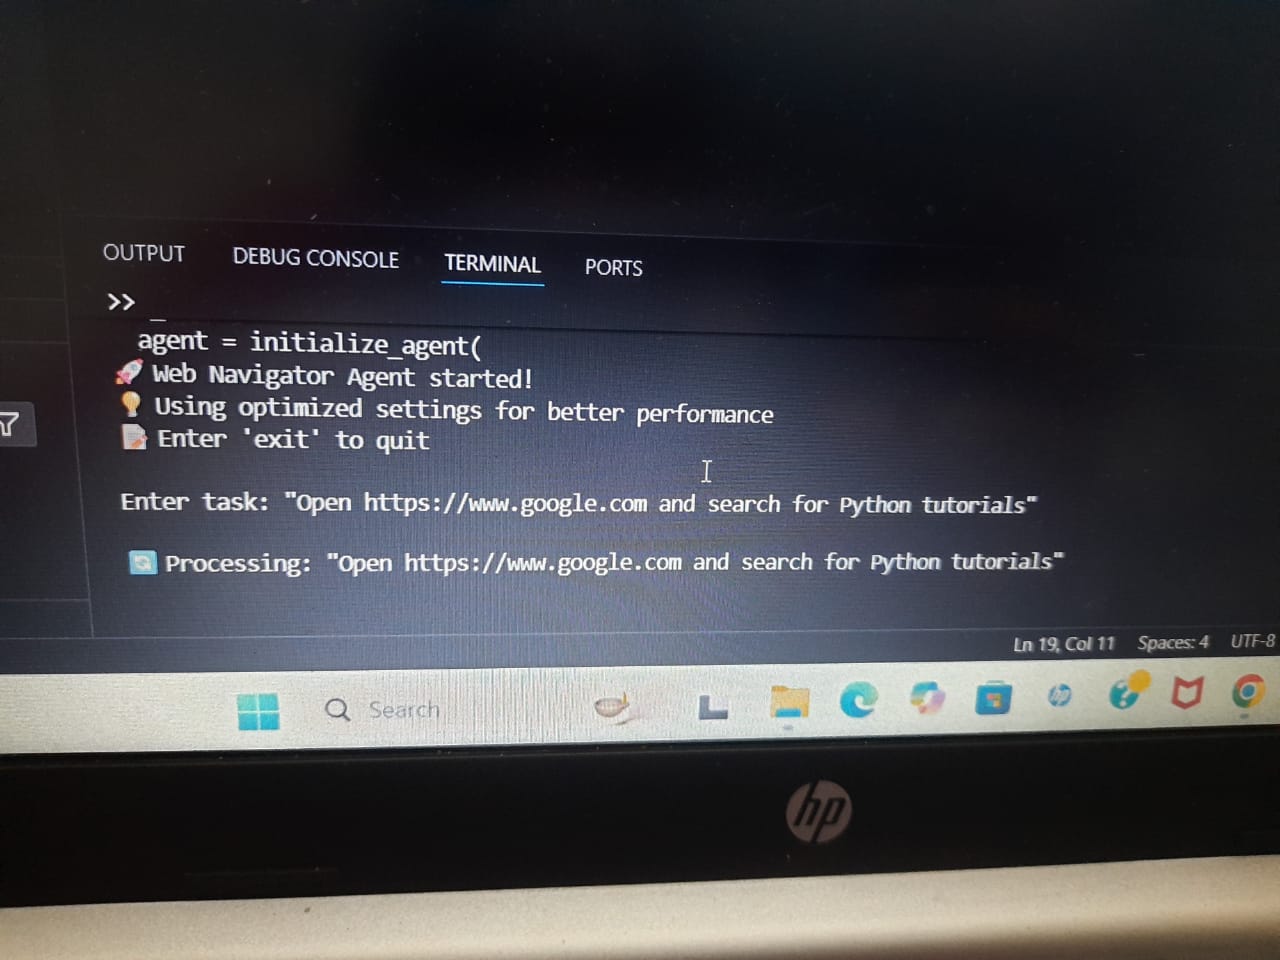 OUTPUT DEBUG CONSOLE TERMINAL PORTS
>>
agent = initialize_agent(
🚀 Web Navigator Agent started!
💡 Using optimized settings for better performance
📝 Enter 'exit' to quit
Enter task: "Open https://www.google.com and search for Python tutorials"
🔄 Processing: "Open https://www.google.com and search for Python tutorials"
Ln 19, Col 11 Spaces: 4 UTF-8
Search
hp